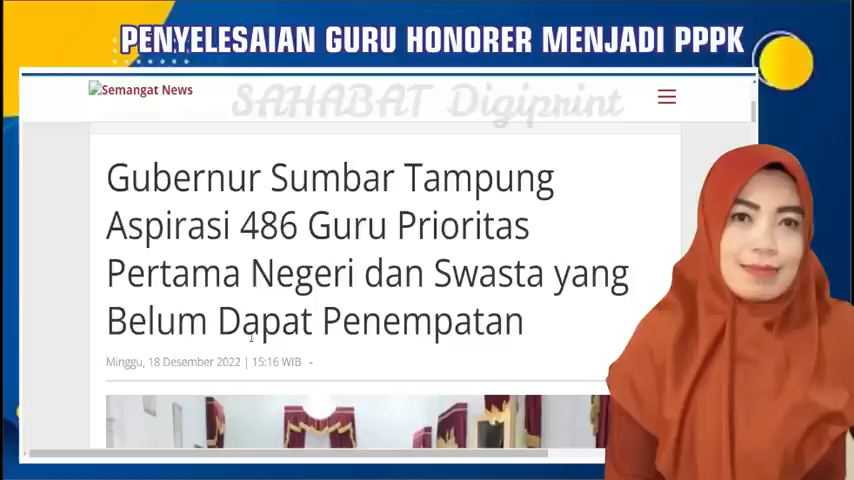 PENYELESAIAN GURU HONORER MENJADI PPPK
Semangat News
SAHABAT Digiprint
Gubernur Sumbar Tampung
Aspirasi 486 Guru Prioritas
Pertama Negeri dan Swasta yang
Belum Dapat Penempatan
Minggu, 18 Desember 2022 | 15:16 WIB -